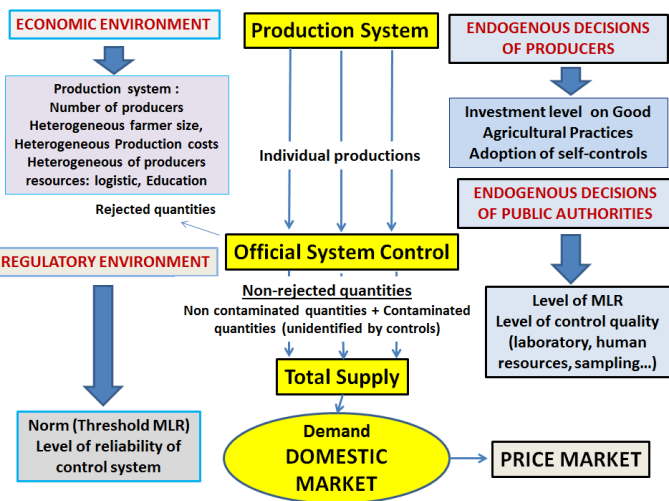 ECONOMIC ENVIRONMENT
Production system :
Number of producers
Heterogeneous farmer size,
Heterogeneous Production costs
Heterogeneous of producers
resources: logistic, Education
Production System
Individual productions
ENDOGENOUS DECISIONS
OF PRODUCERS
Investment level on Good
Agricultural Practices
Adoption of self-controls
Rejected quantities
REGULATORY ENVIRONMENT
Norm (Threshold MLR)
Level of reliability of
control system
Official System Control
Non-rejected quantities
Non contaminated quantities + Contaminated
quantities (unidentified by controls)
Total Supply
Demand
DOMESTIC
MARKET
ENDOGENOUS DECISIONS
OF PUBLIC AUTHORITIES
Level of MLR
Level of control quality
(laboratory, human
resources, sampling…)
PRICE MARKET